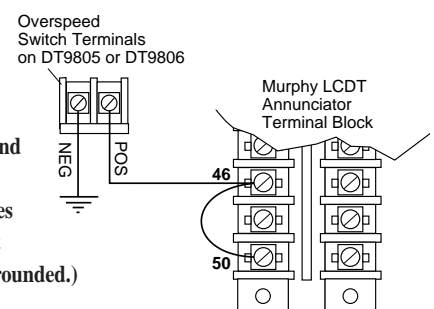 Overspeed
Switch Terminals
on DT9805 or DT9806
Murphy LCDT
Annunciator
Terminal Block
NEG
POS
46
50
nd
es
rounded.)